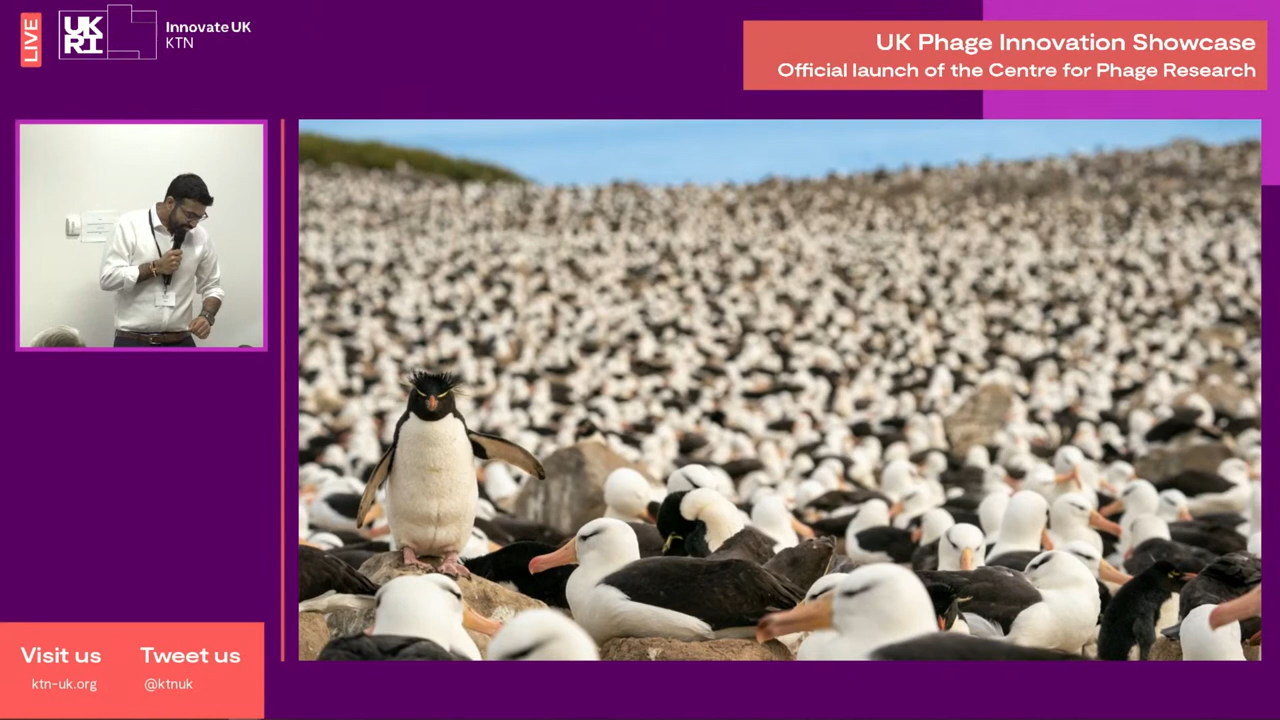 LIVE
UK
RI
Innovate UK
KTN
UK Phage Innovation Showcase
Official launch of the Centre for Phage Research
Visit us
Tweet us
ktn-uk.org
@ktnuk